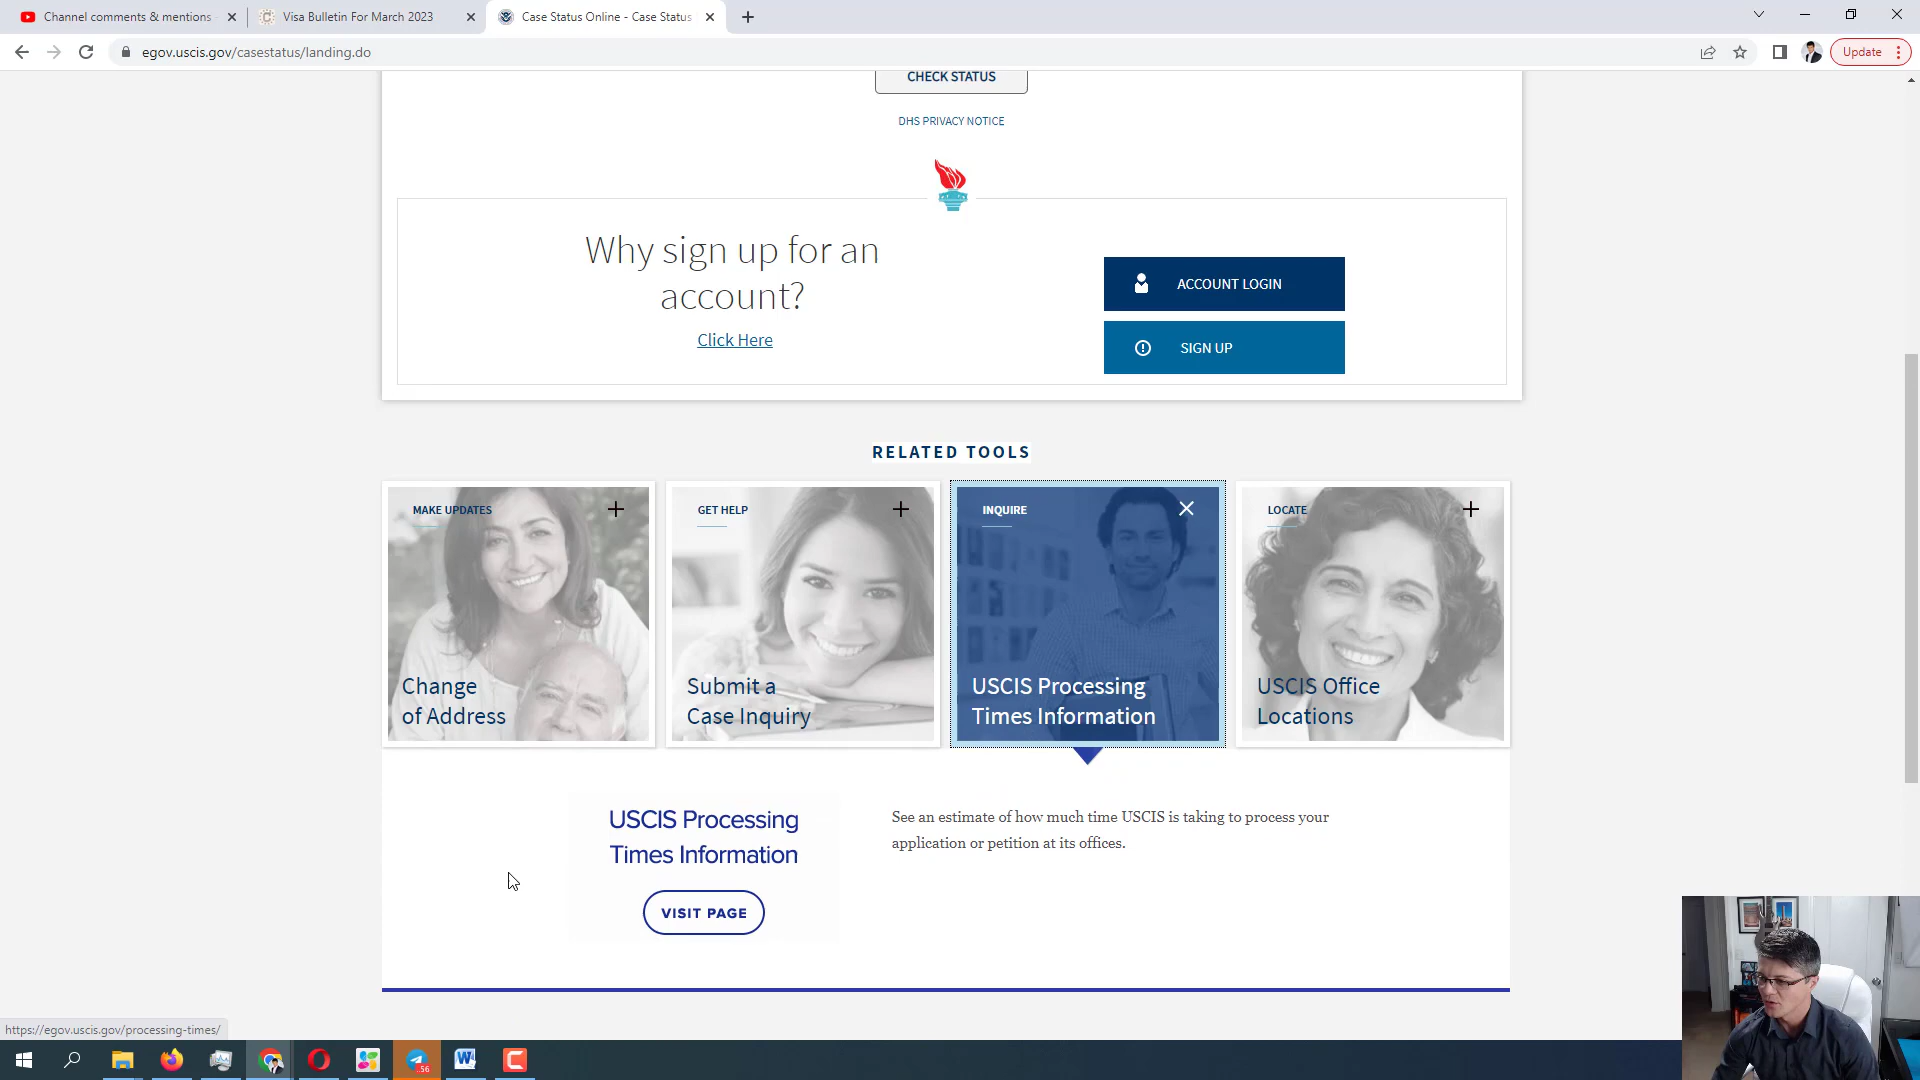 Channel comments & mentions
Visa Bulletin For March 2023
Case Status Online - Case Status
egov.uscis.gov/casestatus/landing.do
Update
CHECK STATUS
DHS PRIVACY NOTICE
Why sign up for an
account?
Click Here
ACCOUNT LOGIN
SIGN UP
RELATED TOOLS
MAKE UPDATES
Change
of Address
GET HELP
Submit a
Case Inquiry
INQUIRE
USCIS Processing
Times Information
LOCATE
USCIS Office
Locations
USCIS Processing
Times Information
VISIT PAGE
See an estimate of how much time USCIS is taking to process your
application or petition at its offices.
https://egov.uscis.gov/processing-times/
56